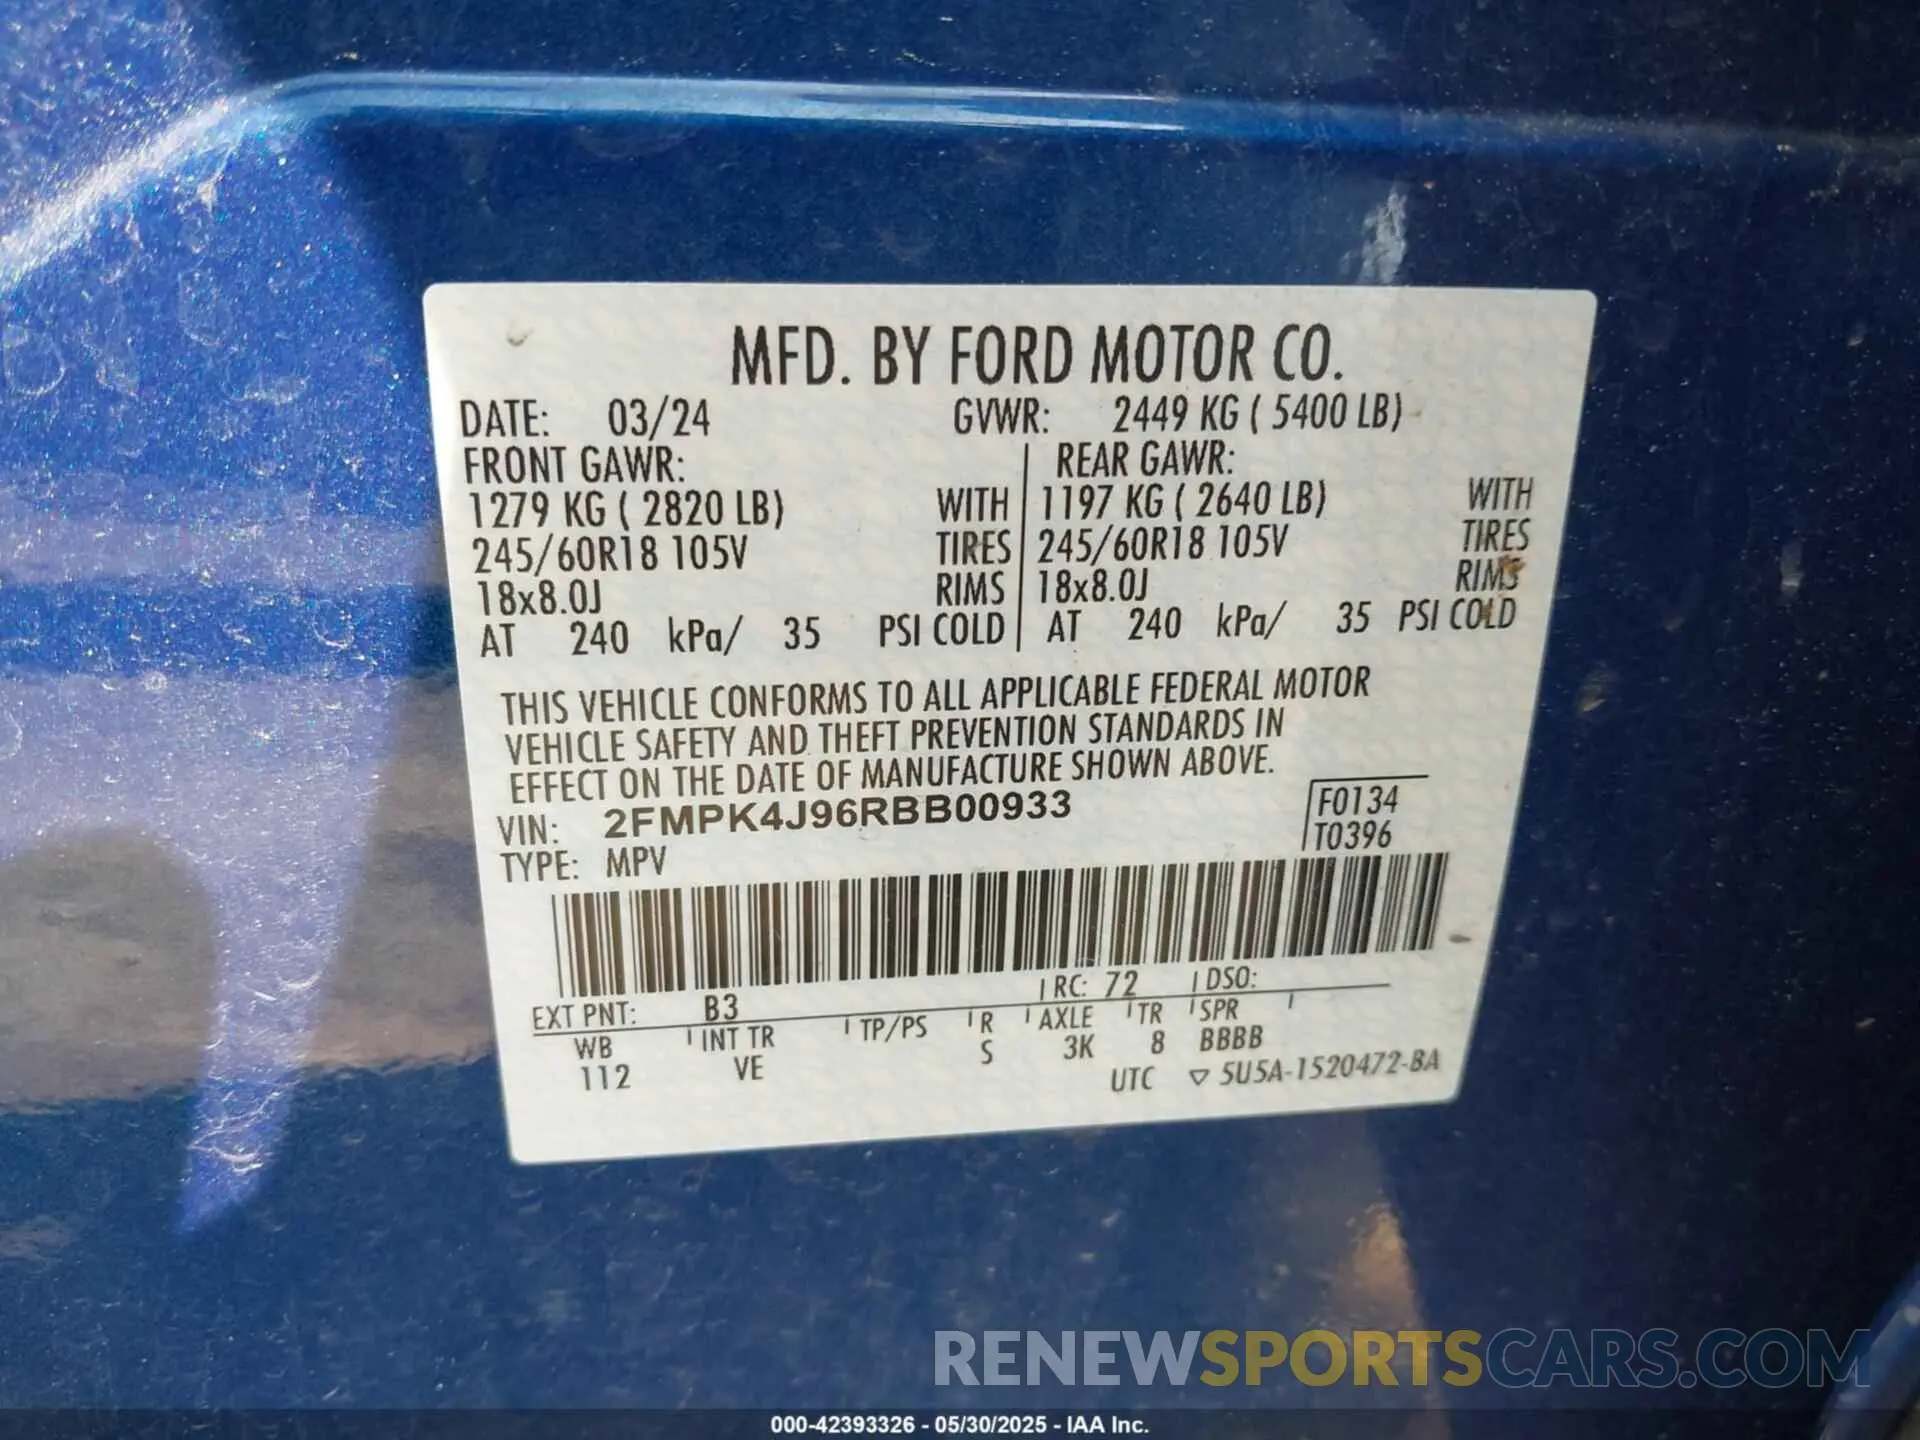 MFD. BY FORD MOTOR CO.
DATE: 03/24 GVWR: 2449 KG ( 5400 LB)
FRONT GAWR: REAR GAWR:
1279 KG ( 2820 LB) WITH 1197 KG ( 2640 LB) WITH
245/60R18 105V TIRES 245/60R18 105V TIRES
18x8.0J RIMS 18x8.0J RIMS
AT 240 kPa/ 35 PSI COLD AT 240 kPa/ 35 PSI COLD
THIS VEHICLE CONFORMS TO ALL APPLICABLE FEDERAL MOTOR
VEHICLE SAFETY AND THEFT PREVENTION STANDARDS IN
EFFECT ON THE DATE OF MANUFACTURE SHOWN ABOVE.
VIN: 2FMPK4J96RBB00933 F0134
TYPE: MPV T0396
EXT PNT: B3 RC: 72 DSO:
WB INT TR TP/PS R AXLE TR SPR
112 VE S 3K 8 BBBB
UTC ▽ 5U5A-1520472-BA
RENEWSPORTSCARS.COM
000-42393326 - 05/30/2025 - IAA Inc.